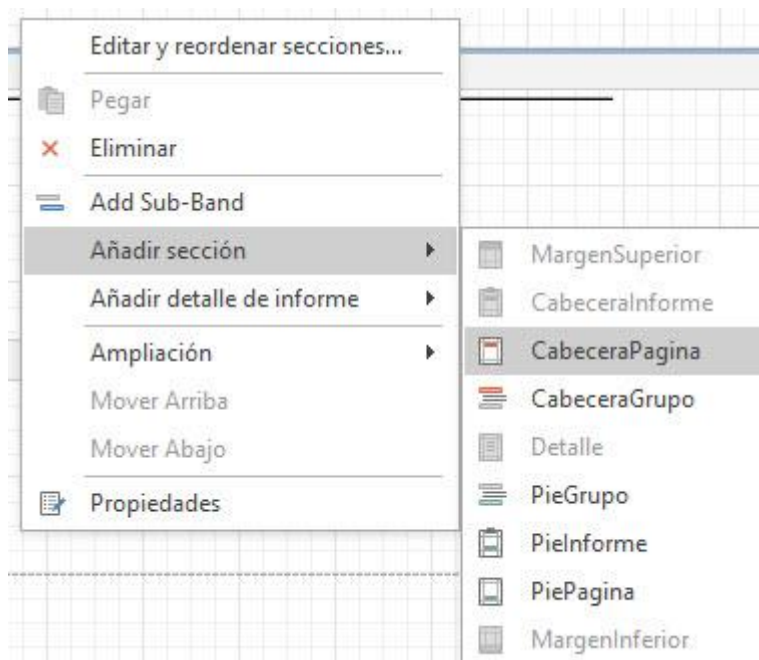 Editar y reordenar secciones...
Pegar
Eliminar
Add Sub-Band
Añadir sección
Añadir detalle de informe
Ampliación
Mover Arriba
Mover Abajo
Propiedades
MargenSuperior
CabeceraInforme
CabeceraPagina
CabeceraGrupo
Detalle
PieGrupo
PieInforme
PiePagina
MargenInferior